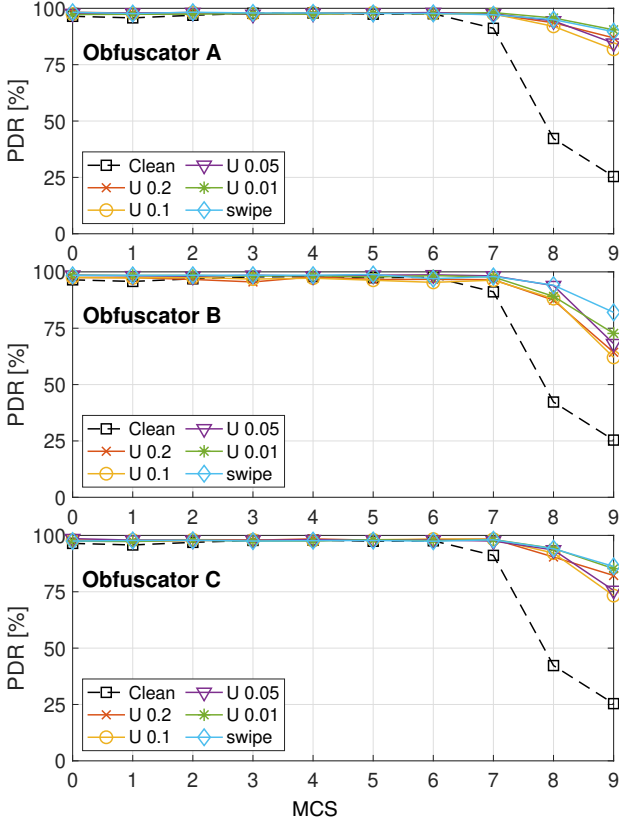 100
75
50
25
0
PDR [%]
Obfuscator A
Clean
U 0.2
U 0.1
U 0.05
U 0.01
swipe
0 1 2 3 4 5 6 7 8 9
100
75
50
25
0
PDR [%]
Obfuscator B
Clean
U 0.2
U 0.1
U 0.05
U 0.01
swipe
0 1 2 3 4 5 6 7 8 9
100
75
50
25
0
PDR [%]
Obfuscator C
Clean
U 0.2
U 0.1
U 0.05
U 0.01
swipe
0 1 2 3 4 5 6 7 8 9
MCS